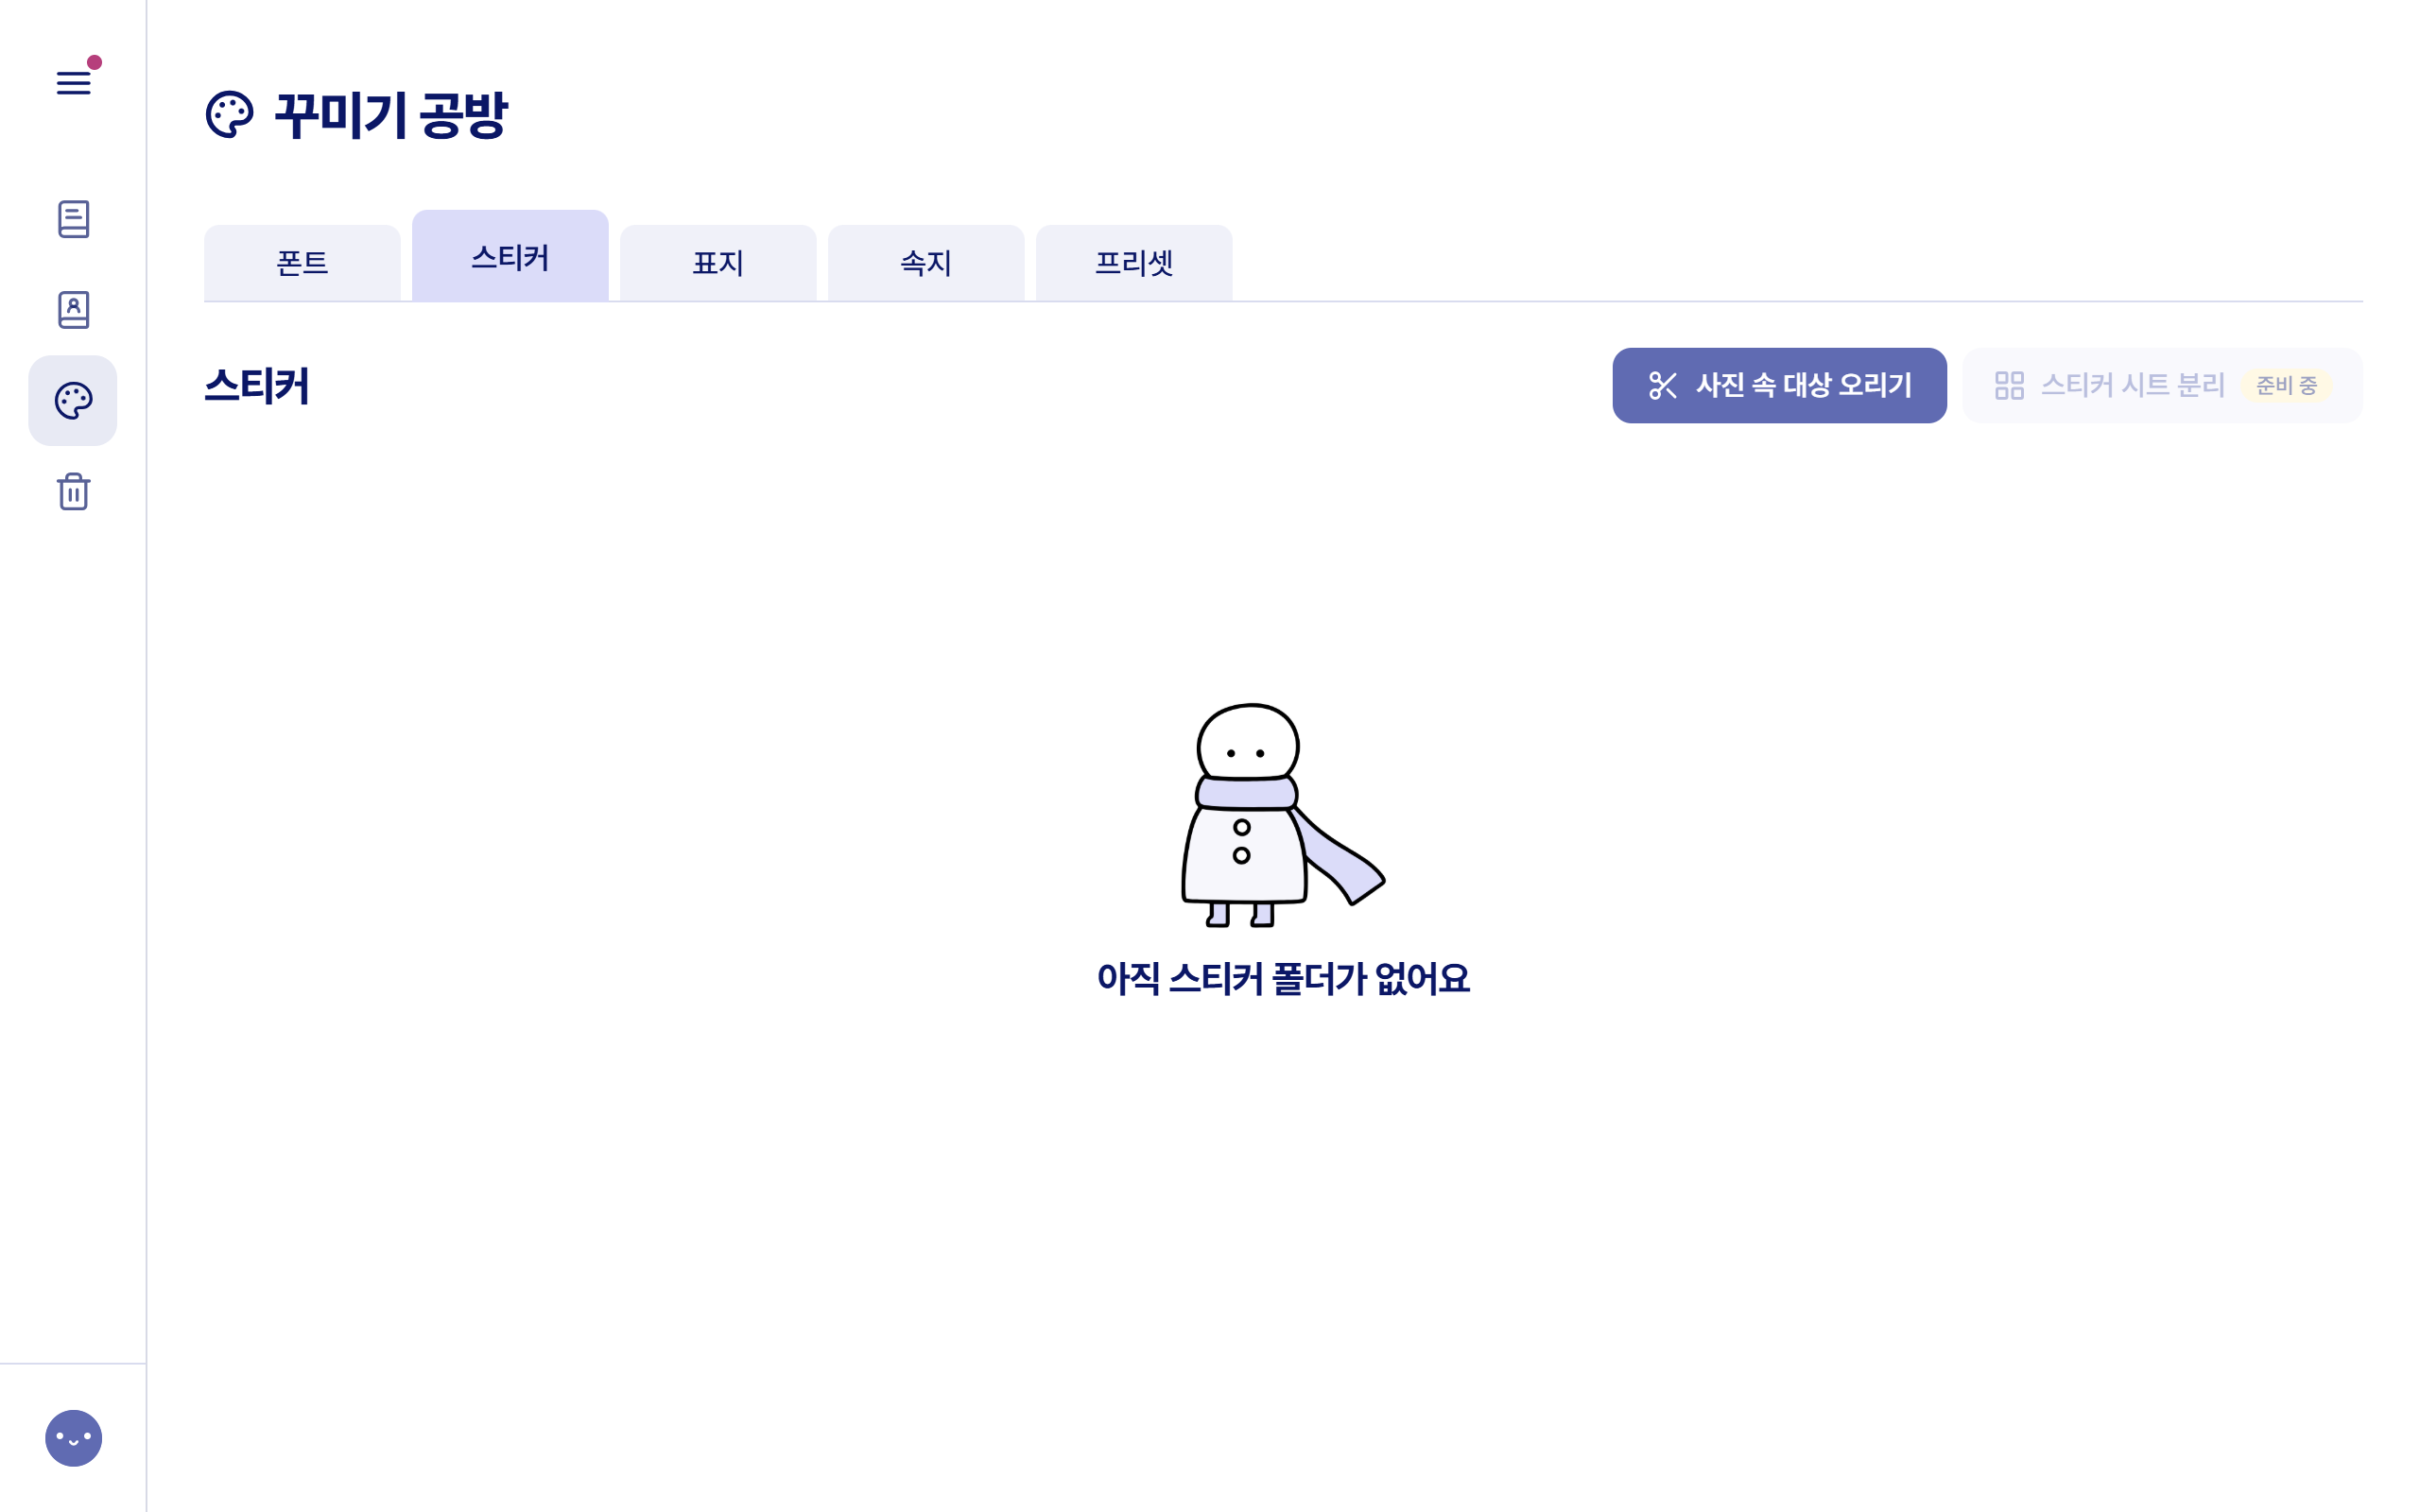 꾸미기 공방
폰트
스티커
표지
속지
프리셋
스티커
사진 속 대상 오리기
스티커 시트 분리
준비 중
아직 스티커 폴더가 없어요